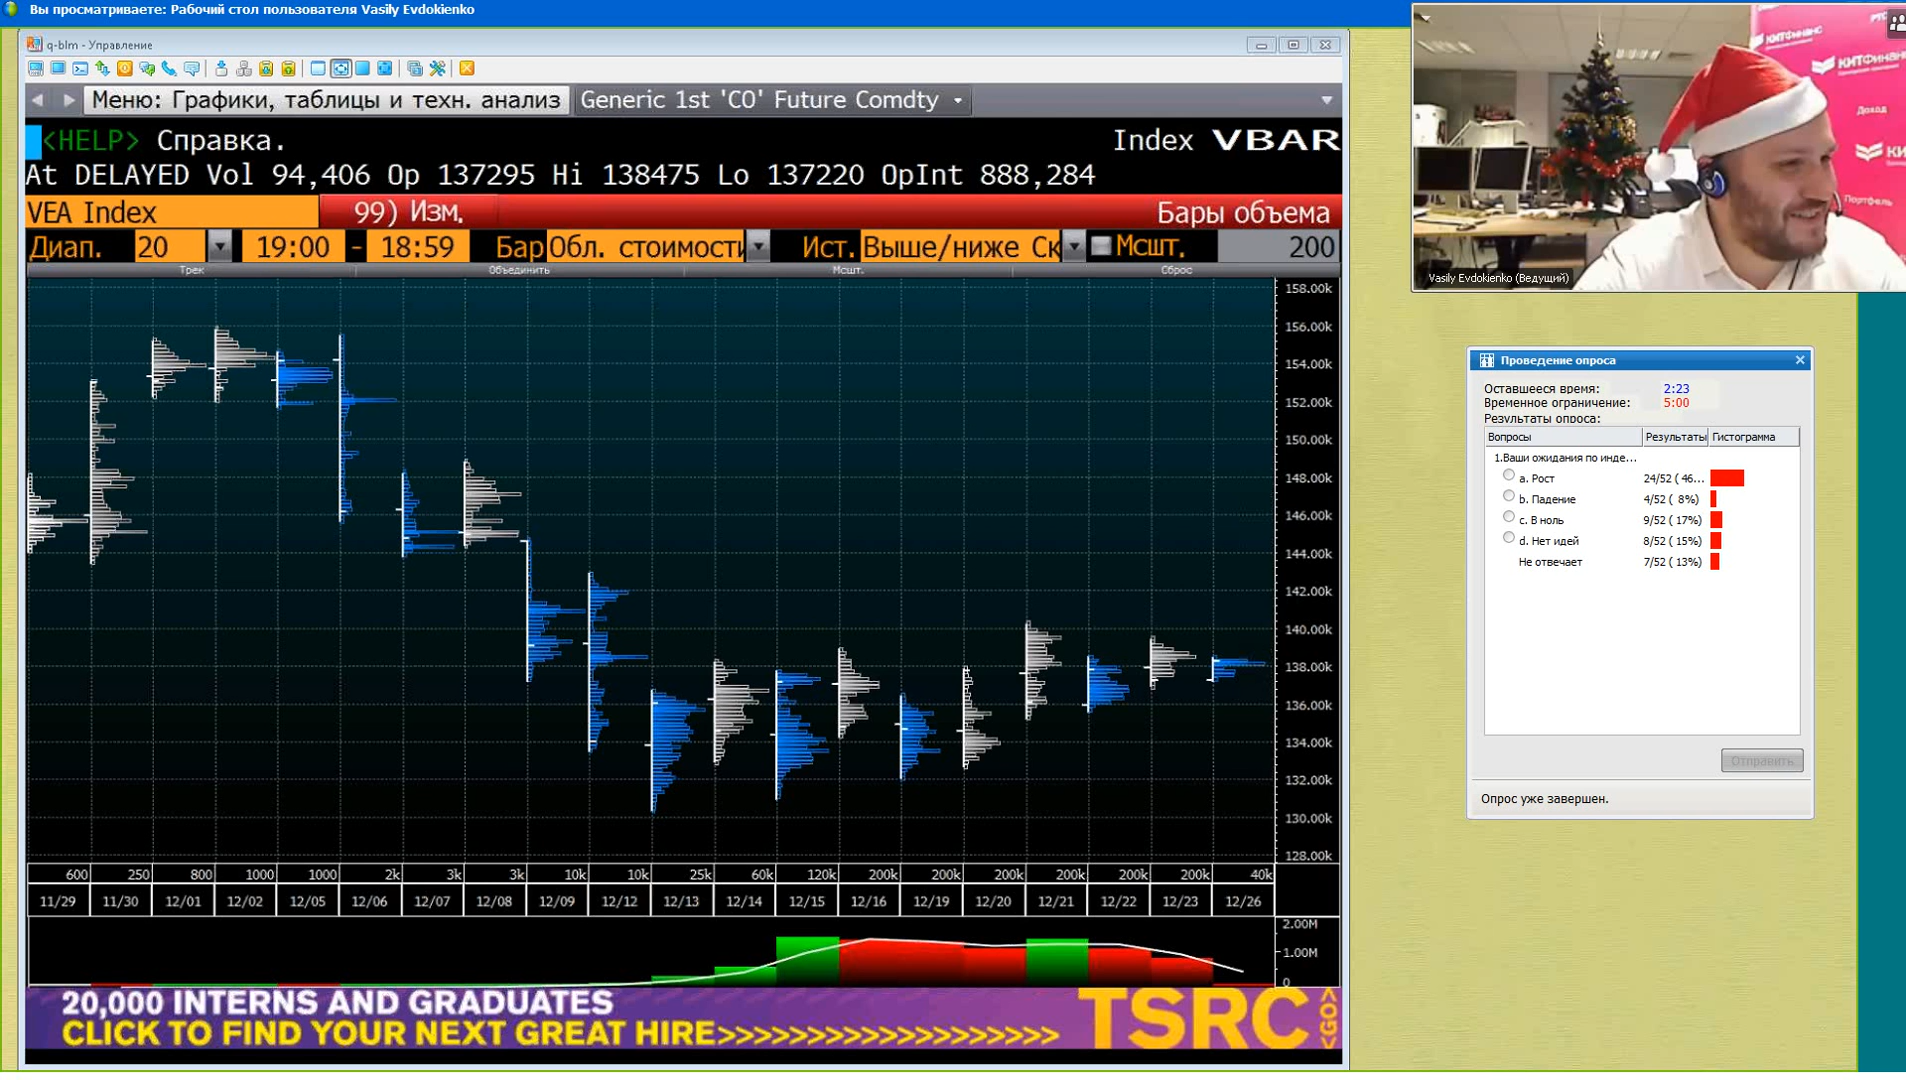 Вы просматриваете: Рабочий стол пользователя Vasily Evdokienko
q-blm - Управление
Меню: Графики, таблицы и техн. анализ
Generic 1st 'CO' Future Comdty
<HELP> Справка.
Index VBAR
At DELAYED Vol 94,406 Op 137295 Hi 138475 Lo 137220 OpInt 888,284
VEA Index
99) Изм.
Бары объема
Диап. 20 19:00 - 18:59 Бар Обл. стоимости Ист. Выше/ниже Ск Мсшт. 200
Трек Объединить Мсшт. Сброс
158.00k
156.00k
154.00k
152.00k
150.00k
148.00k
146.00k
144.00k
142.00k
140.00k
138.00k
136.00k
134.00k
132.00k
130.00k
128.00k
600 250 800 1000 1000 2k 3k 3k 10k 10k 25k 60k 120k 200k 200k 200k 200k 200k 200k 40k
11/29 11/30 12/01 12/02 12/05 12/06 12/07 12/08 12/09 12/12 12/13 12/14 12/15 12/16 12/19 12/20 12/21 12/22 12/23 12/26
2.00M
1.00M
0
20,000 INTERNS AND GRADUATES
CLICK TO FIND YOUR NEXT GREAT HIRE>>>>>>>>>>>>>>>>>>>
TSRC <GO>
КИТФинанс
КИТФинанс
Доход
Портфель
Vasily Evdokienko (Ведущий)
Проведение опроса
Оставшееся время: 2:23
Временное ограничение: 5:00
Результаты опроса:
Вопросы Результаты Гистограмма
1.Ваши ожидания по инде...
a. Рост 24/52 ( 46...
b. Падение 4/52 ( 8%)
c. В ноль 9/52 ( 17%)
d. Нет идей 8/52 ( 15%)
Не отвечает 7/52 ( 13%)
Отправить
Опрос уже завершен.